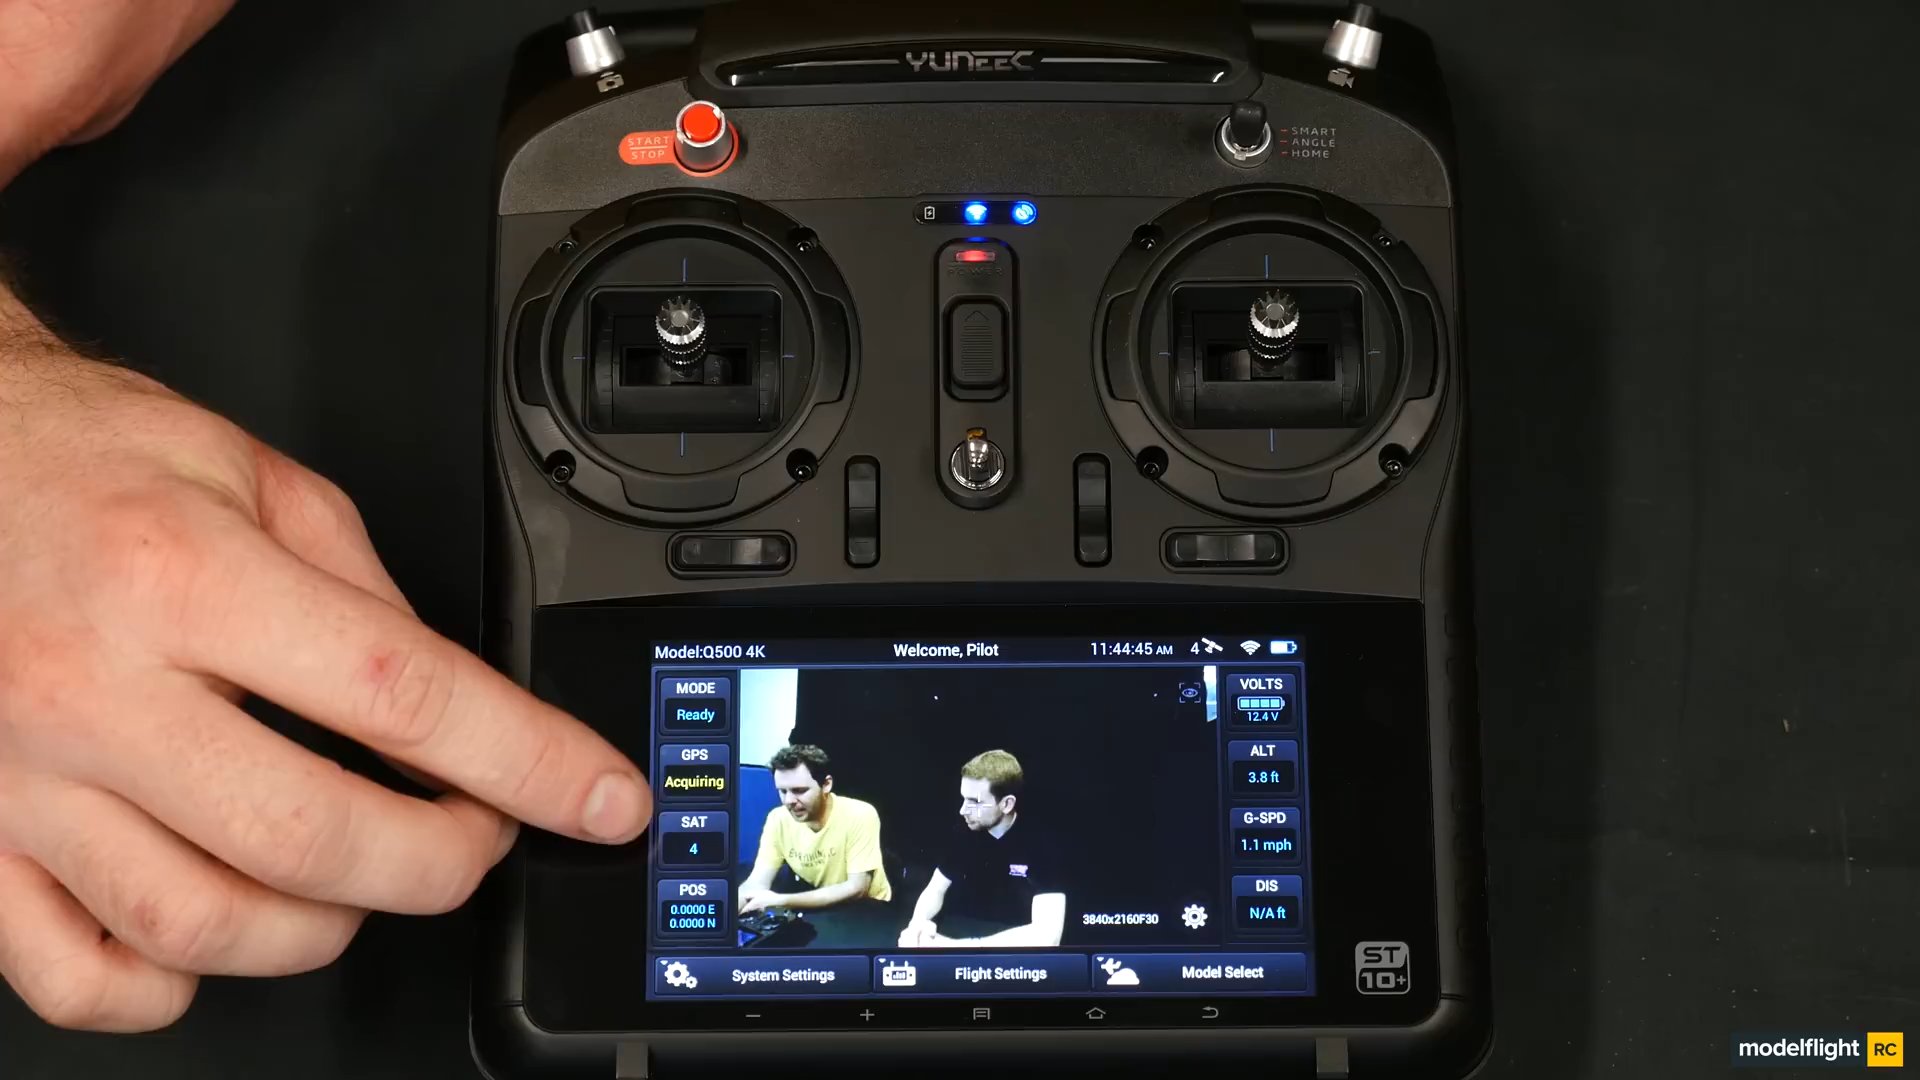 YUNEEC
START
STOP
SMART
ANGLE
HOME
POWER
Model:Q500 4K
Welcome, Pilot
11:44:45 AM
4
MODE
Ready
GPS
Acquiring
SAT
4
POS
0.0000 E
0.0000 N
VOLTS
12.4 V
ALT
3.8 ft
G-SPD
1.1 mph
DIS
N/A ft
3840x2160F30
System Settings
Flight Settings
Model Select
ST
10+
modelflight RC